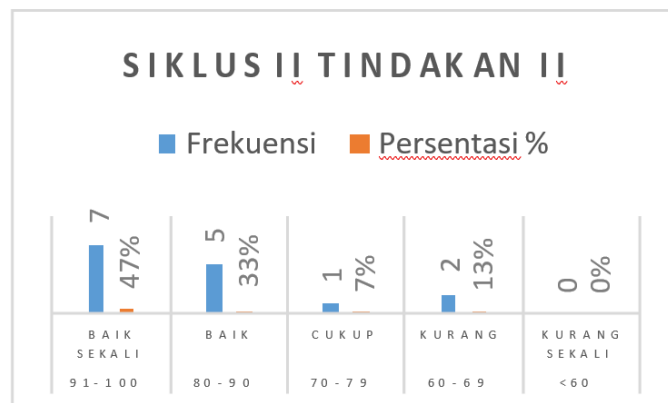 SIKLUS II TINDAKAN II
Frekuensi Persentasi %
7 47% 5 33% 1 7% 2 13% 0 0%
BAIK SEKALI BAIK CUKUP KURANG KURANG SEKALI
91-100 80-90 70-79 60-69 <60